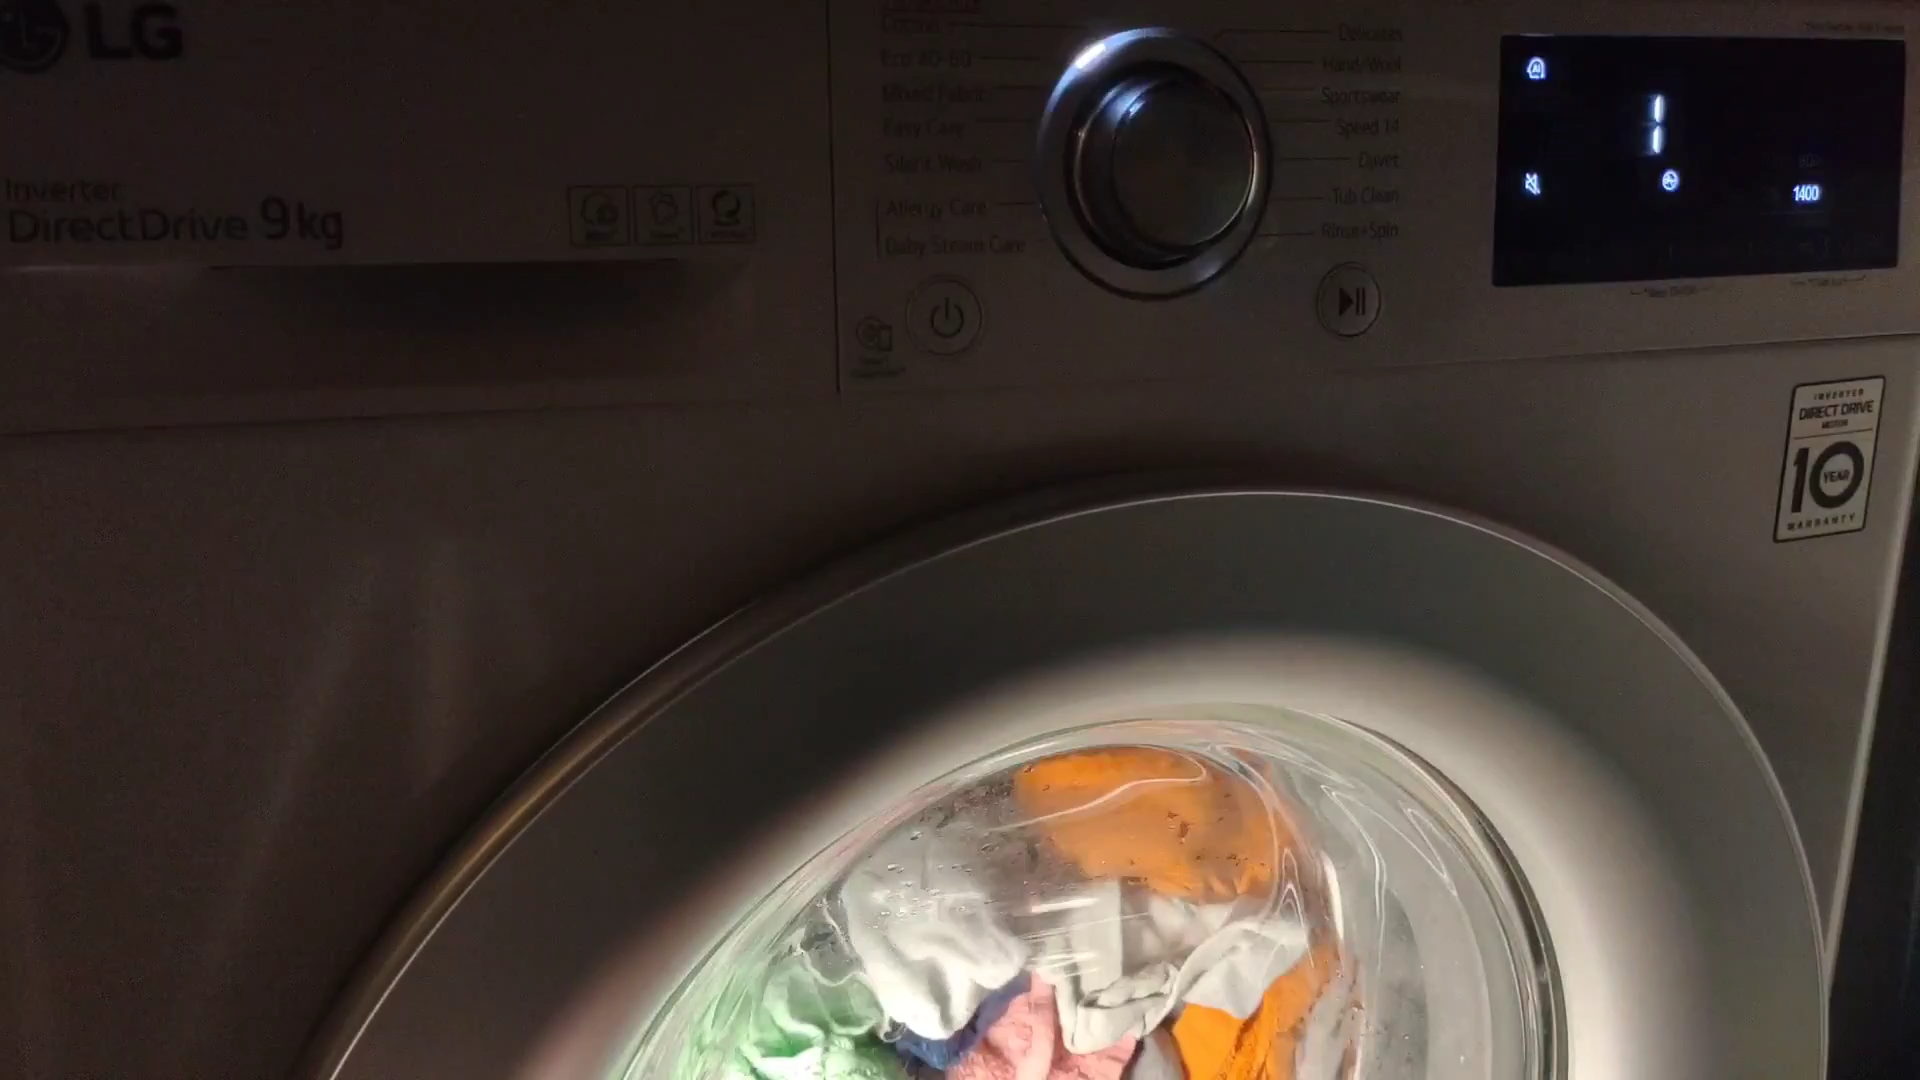 LG
Inverter
DirectDrive 9kg
Cotton
Eco 40-60
Mixed Fabric
Easy Care
Silent Wash
Allergy Care
Baby Steam Care
Delicates
Hand/Wool
Sportswear
Speed 14
Duvet
Tub Clean
Rinse+Spin
AI
1
1400
INVERTER
DIRECT DRIVE
MOTOR
10 YEAR
WARRANTY